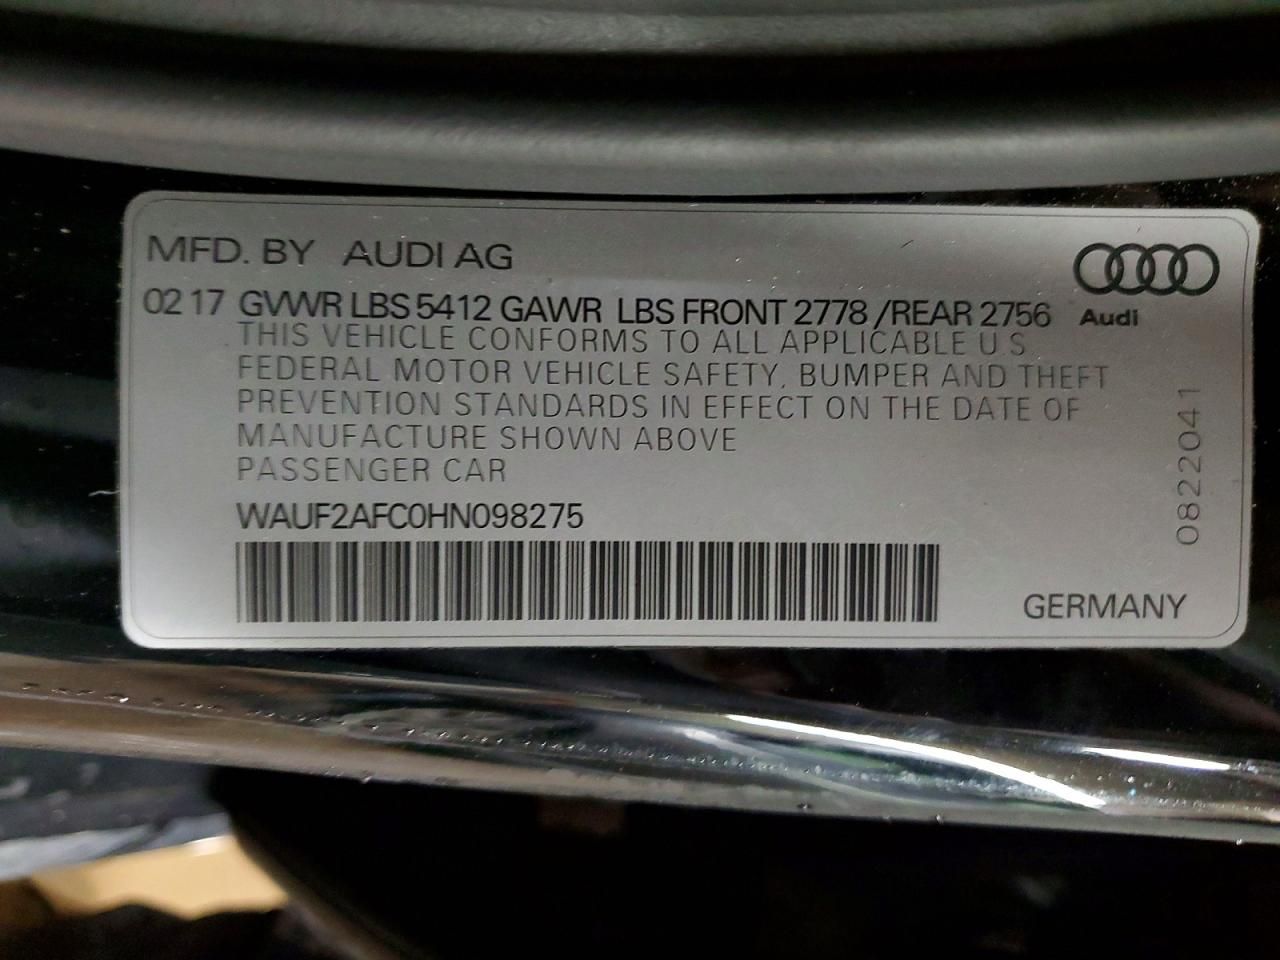 MFD. BY AUDI AG
02 17 GVWR LBS 5412 GAWR LBS FRONT 2778 /REAR 2756
Audi
THIS VEHICLE CONFORMS TO ALL APPLICABLE U.S
FEDERAL MOTOR VEHICLE SAFETY, BUMPER AND THEFT
PREVENTION STANDARDS IN EFFECT ON THE DATE OF
MANUFACTURE SHOWN ABOVE
PASSENGER CAR
WAUF2AFC0HN098275
0822041
GERMANY